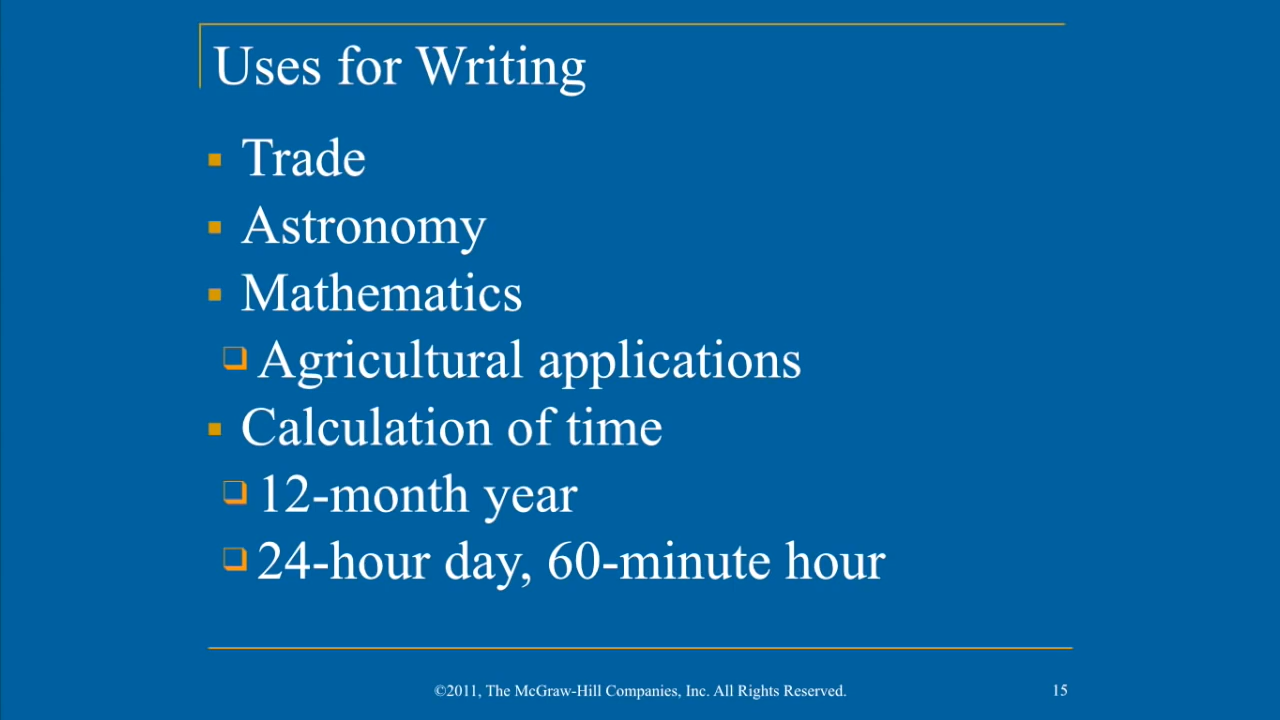 Uses for Writing
Trade
Astronomy
Mathematics
Agricultural applications
Calculation of time
12-month year
24-hour day, 60-minute hour
©2011, The McGraw-Hill Companies, Inc. All Rights Reserved.
15